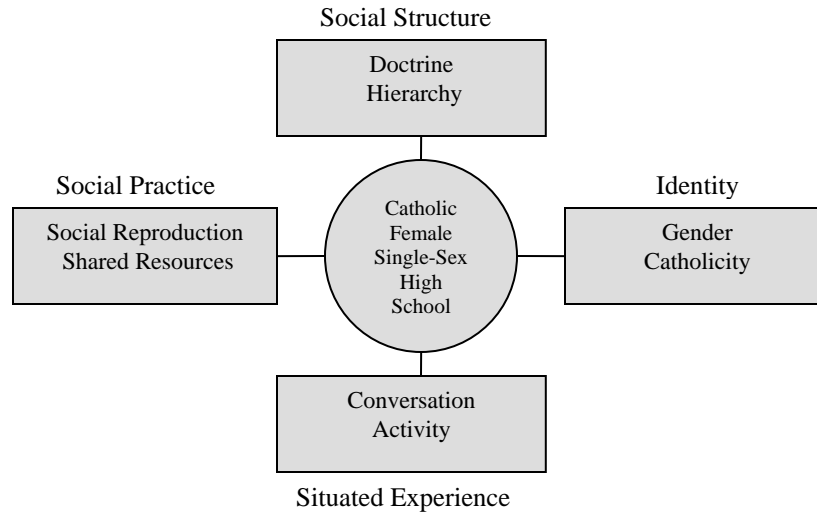 Social Structure
Doctrine
Hierarchy
Social Practice
Social Reproduction
Shared Resources
Catholic
Female
Single-Sex
High
School
Identity
Gender
Catholicity
Conversation
Activity
Situated Experience